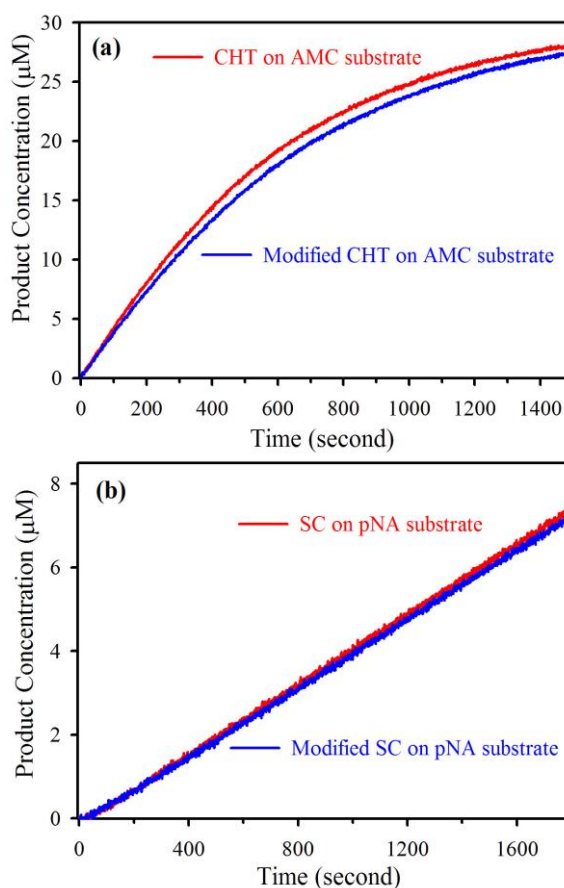 30
(a)
CHT on AMC substrate
25
20
15
10
Modified CHT on AMC substrate
5
0
0 200 400 600 800 1000 1200 1400
Time (second)
Product Concentration (μM)
8
(b)
SC on pNA substrate
6
4
2
Modified SC on pNA substrate
0
0 400 800 1200 1600
Time (second)
Product Concentration (μM)